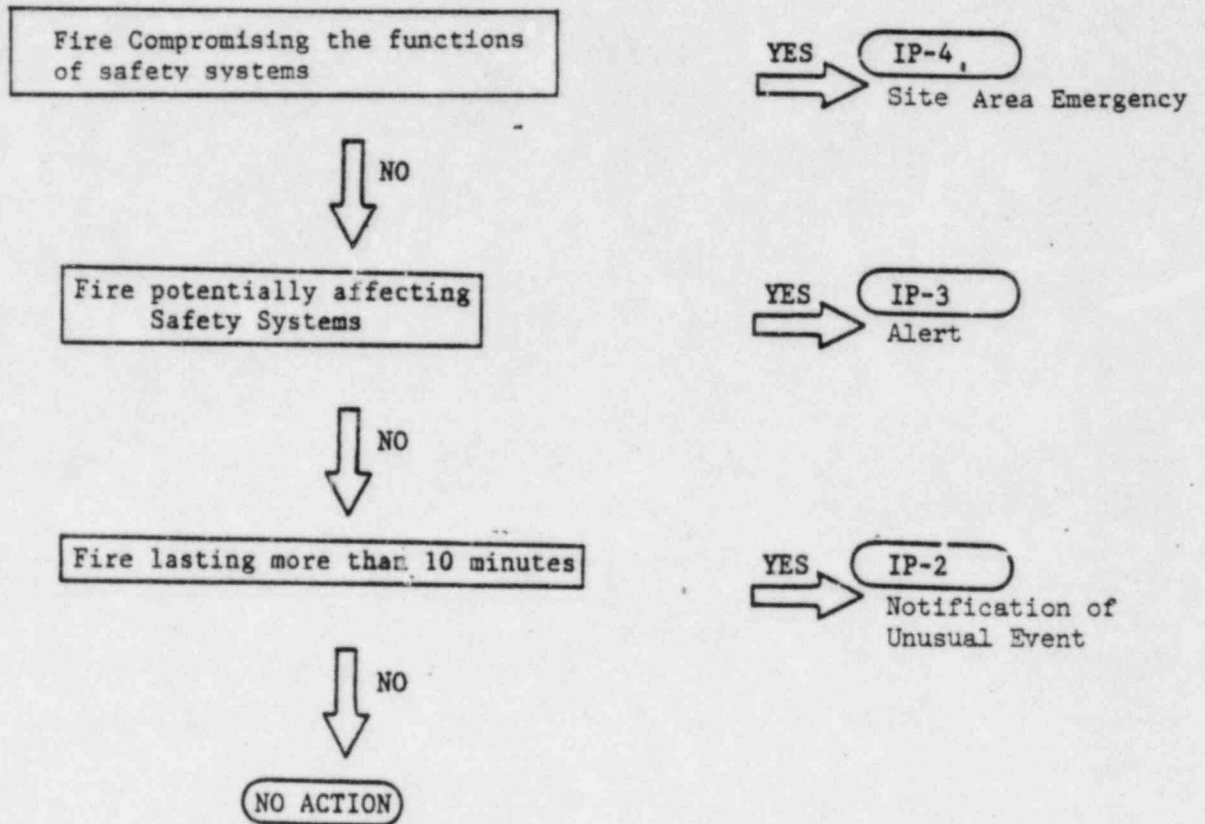 Fire Compromising the functions
of safety systems
YES
IP-4
Site Area Emergency
NO
Fire potentially affecting
Safety Systems
YES
IP-3
Alert
NO
Fire lasting more than 10 minutes
YES
IP-2
Notification of
Unusual Event
NO
NO ACTION